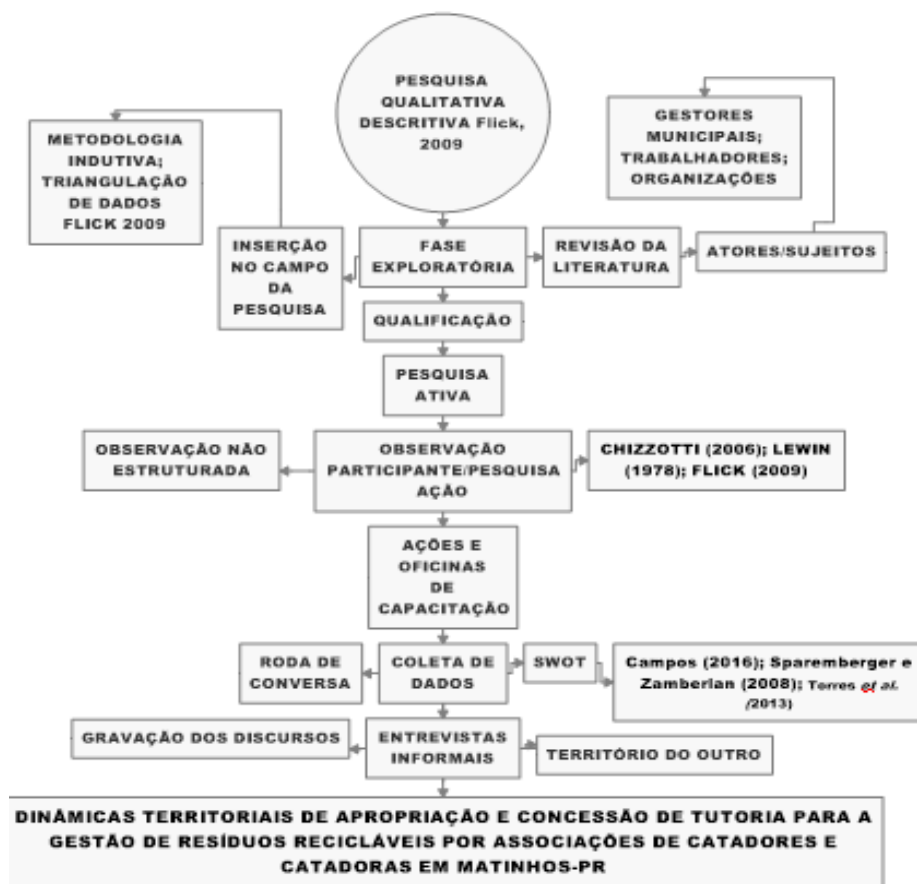 PESQUISA
QUALITATIVA
DESCRITIVA Flick,
2009
METODOLOGIA
INDUTIVA;
TRIANGULAÇÃO
DE DADOS
FLICK 2009
GESTORES
MUNICIPAIS;
TRABALHADORES;
ORGANIZAÇÕES
INSERÇÃO
NO CAMPO
DA
PESQUISA
FASE
EXPLORATÓRIA
REVISÃO DA
LITERATURA
ATORES/SUJEITOS
QUALIFICAÇÃO
PESQUISA
ATIVA
OBSERVAÇÃO NÃO
ESTRUTURADA
OBSERVAÇÃO
PARTICIPANTE/PESQUISA
AÇÃO
CHIZZOTTI (2006); LEWIN
(1978); FLICK (2009)
AÇÕES E
OFICINAS
DE
CAPACITAÇÃO
RODA DE
CONVERSA
COLETA DE
DADOS
SWOT
Campos (2016); Sparemberger e
Zamberlan (2008); Torres et al.
/2013)
GRAVAÇÃO DOS DISCURSOS
ENTREVISTAS
INFORMAIS
TERRITÓRIO DO OUTRO
DINÂMICAS TERRITORIAIS DE APROPRIAÇÃO E CONCESSÃO DE TUTORIA PARA A
GESTÃO DE RESÍDUOS RECICLÁVEIS POR ASSOCIAÇÕES DE CATADORES E
CATADORAS EM MATINHOS-PR